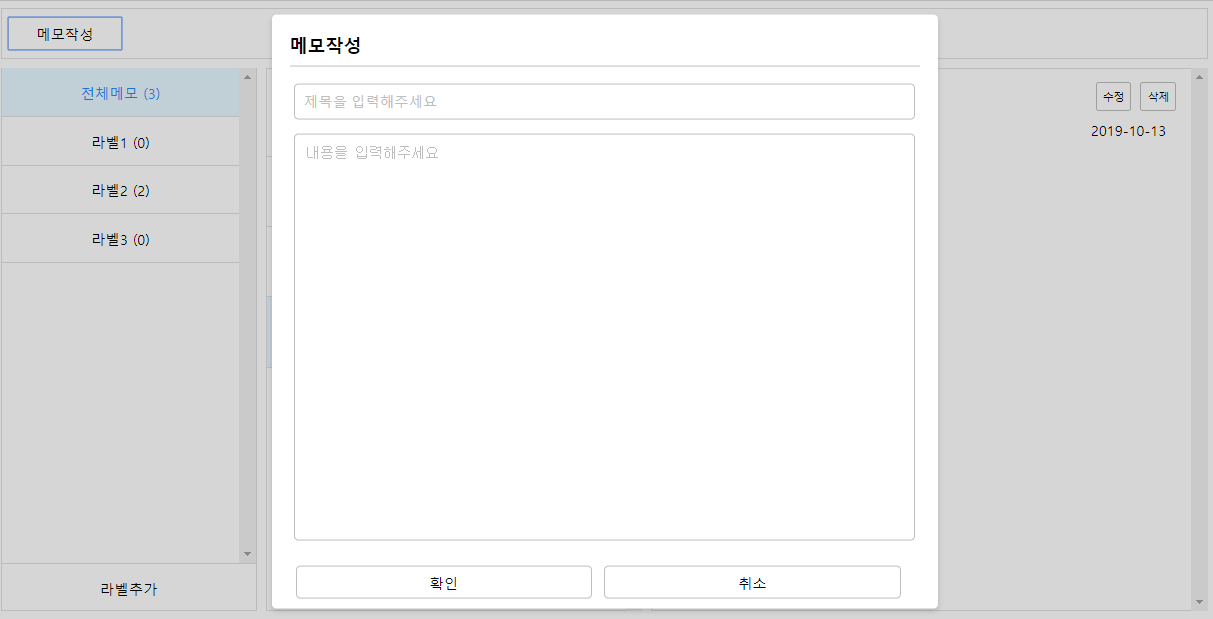 메모작성
전체메모 (3)
라벨1 (0)
라벨2 (2)
라벨3 (0)
라벨추가
메모작성
제목을 입력해주세요
내용을 입력해주세요
확인 취소
수정 삭제
2019-10-13